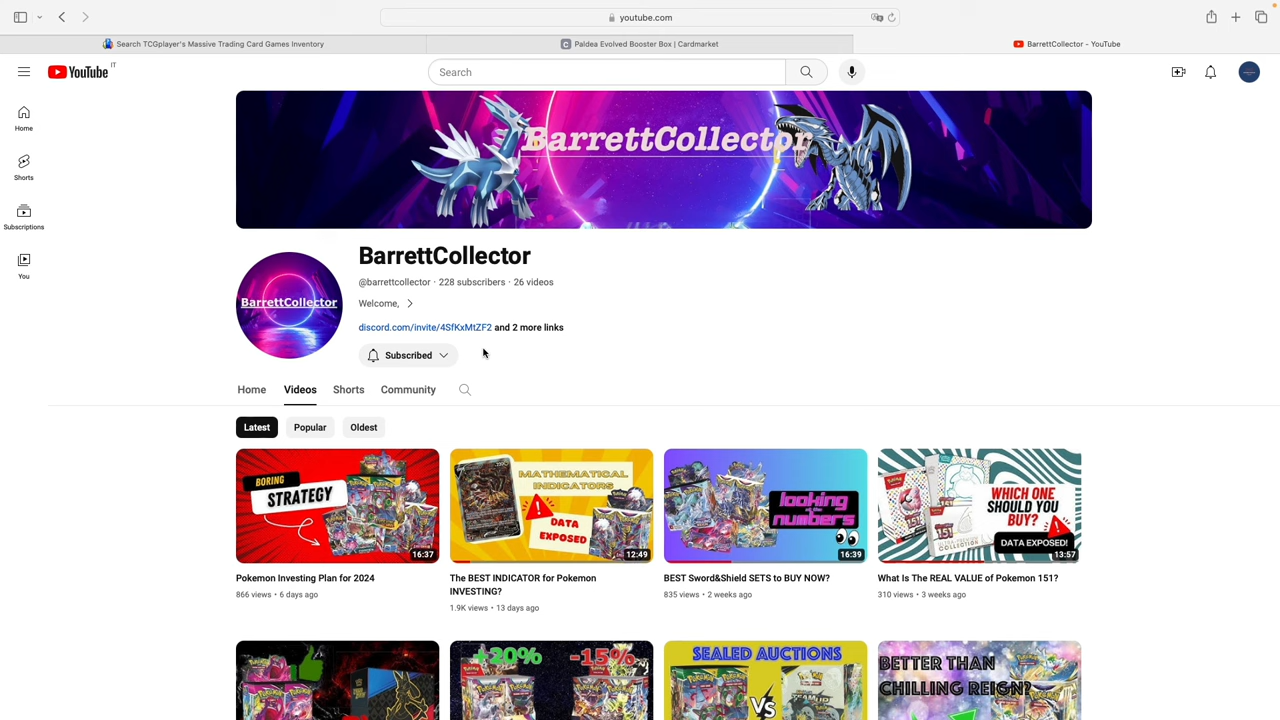 youtube.com
Search TCGplayer's Massive Trading Card Games Inventory
Paldea Evolved Booster Box | Cardmarket
BarrettCollector - YouTube
YouTube IT
Search
Home
Shorts
Subscriptions
You
BarrettCollector
BarrettCollector
BarrettCollector
@barrettcollector · 228 subscribers · 26 videos
Welcome,
discord.com/invite/4SfKxMtZF2 and 2 more links
Subscribed
Home Videos Shorts Community
Latest Popular Oldest
BORING
STRATEGY
16:37
MATHEMATICAL
INDICATORS
DATA
EXPOSED
12:49
looking
at the
numbers
16:39
WHICH ONE
SHOULD YOU
BUY?
DATA EXPOSED!
13:57
Pokemon Investing Plan for 2024
866 views · 6 days ago
The BEST INDICATOR for Pokemon
INVESTING?
1.9K views · 13 days ago
BEST Sword&Shield SETS to BUY NOW?
835 views · 2 weeks ago
What Is The REAL VALUE of Pokemon 151?
310 views · 3 weeks ago
+20% -15%
SEALED AUCTIONS
VS
BETTER THAN
CHILLING REIGN?